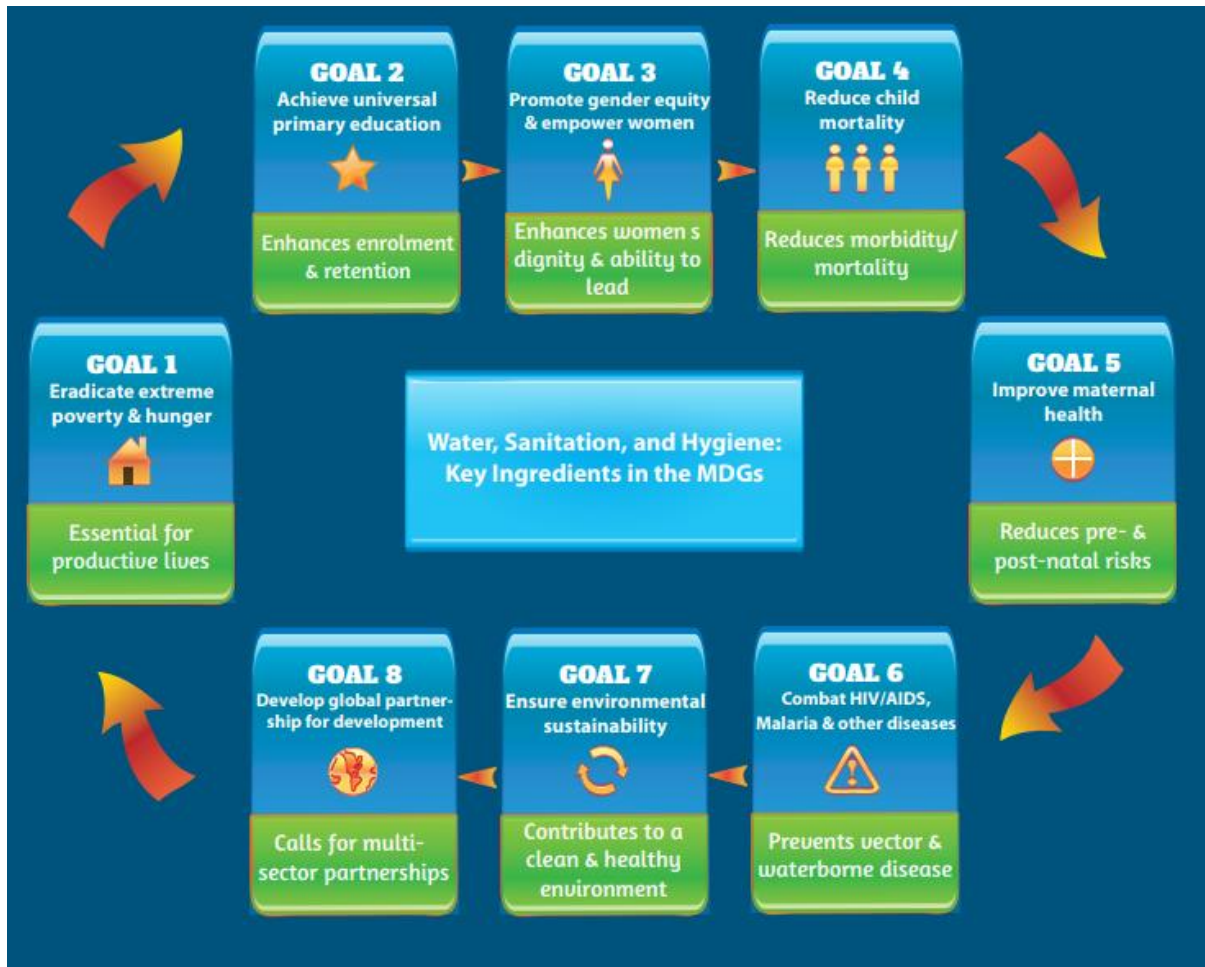 GOAL 2
Achieve universal
primary education
Enhances enrolment
& retention
GOAL 3
Promote gender equity
& empower women
Enhances women s
dignity & ability to
lead
GOAL 4
Reduce child
mortality
Reduces morbidity/
mortality
GOAL 1
Eradicate extreme
poverty & hunger
Essential for
productive lives
Water, Sanitation, and Hygiene:
Key Ingredients in the MDGs
GOAL 5
Improve maternal
health
Reduces pre- &
post-natal risks
GOAL 8
Develop global partner-
ship for development
Calls for multi-
sector partnerships
GOAL 7
Ensure environmental
sustainability
Contributes to a
clean & healthy
environment
GOAL 6
Combat HIV/AIDS,
Malaria & other diseases
Prevents vector &
waterborne disease